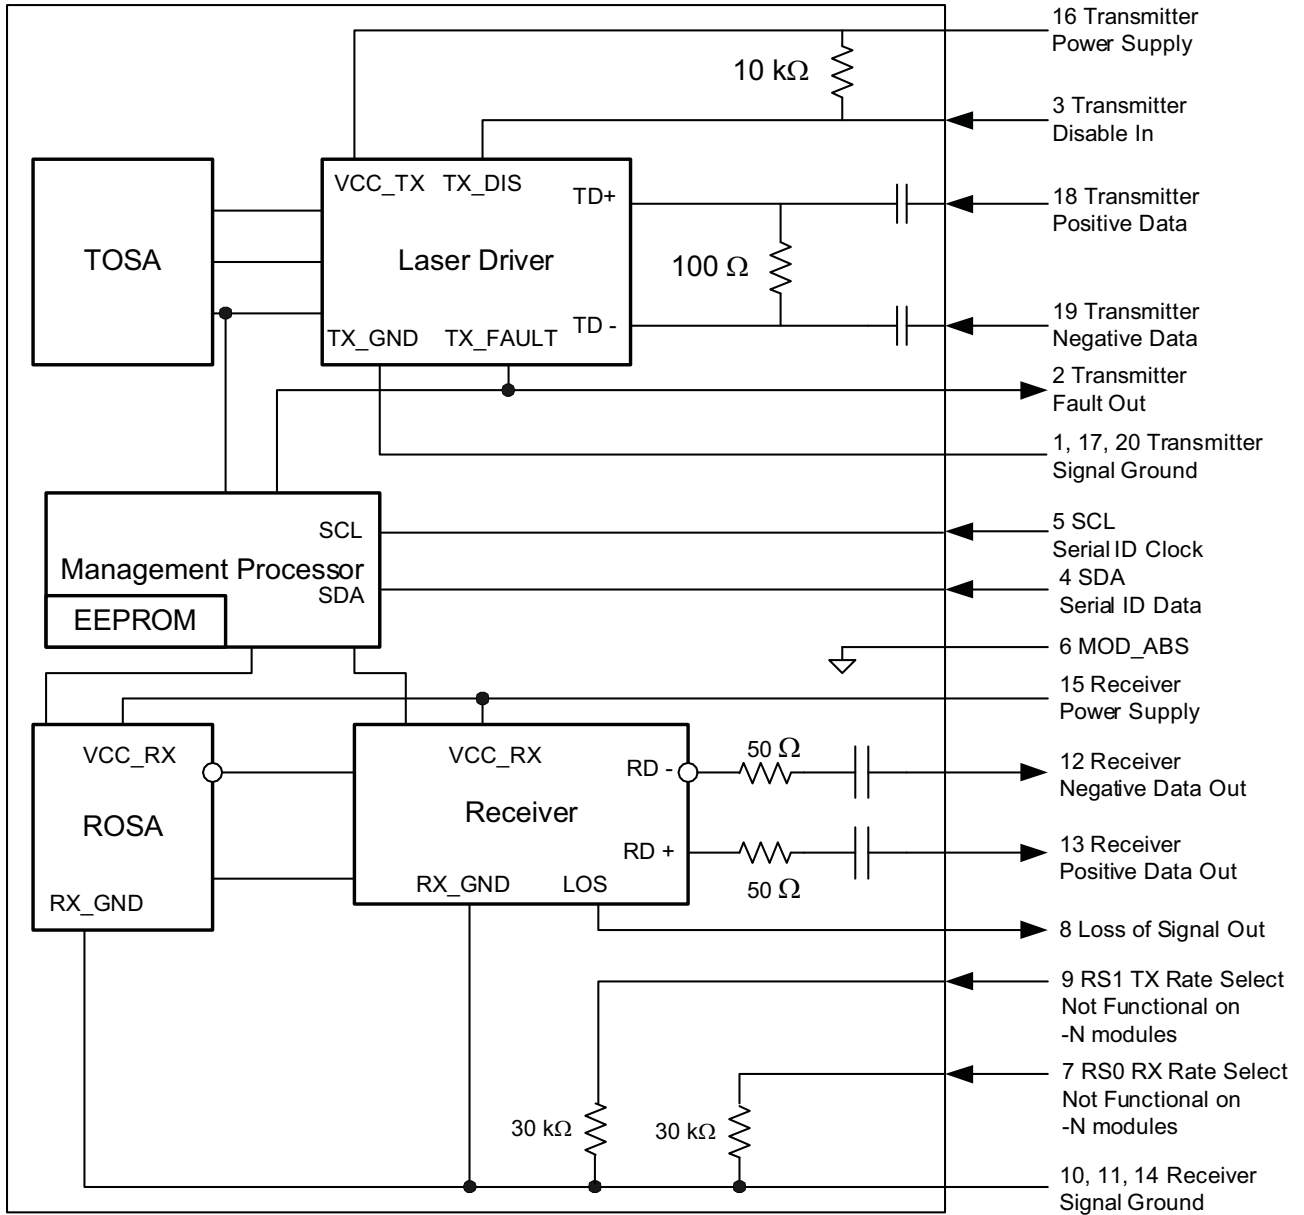 16 Transmitter
Power Supply
10 kΩ
3 Transmitter
Disable In
VCC_TX TX_DIS
TD+
18 Transmitter
Positive Data
TOSA
Laser Driver
100 Ω
19 Transmitter
Negative Data
TX_GND TX_FAULT
TD -
2 Transmitter
Fault Out
1, 17, 20 Transmitter
Signal Ground
SCL
5 SCL
Serial ID Clock
Management Processor
SDA
4 SDA
Serial ID Data
EEPROM
6 MOD_ABS
15 Receiver
Power Supply
VCC_RX
VCC_RX
RD -
50 Ω
12 Receiver
Negative Data Out
ROSA
Receiver
RD +
50 Ω
13 Receiver
Positive Data Out
RX_GND
RX_GND LOS
8 Loss of Signal Out
9 RS1 TX Rate Select
Not Functional on
-N modules
7 RS0 RX Rate Select
Not Functional on
-N modules
30 kΩ
30 kΩ
10, 11, 14 Receiver
Signal Ground